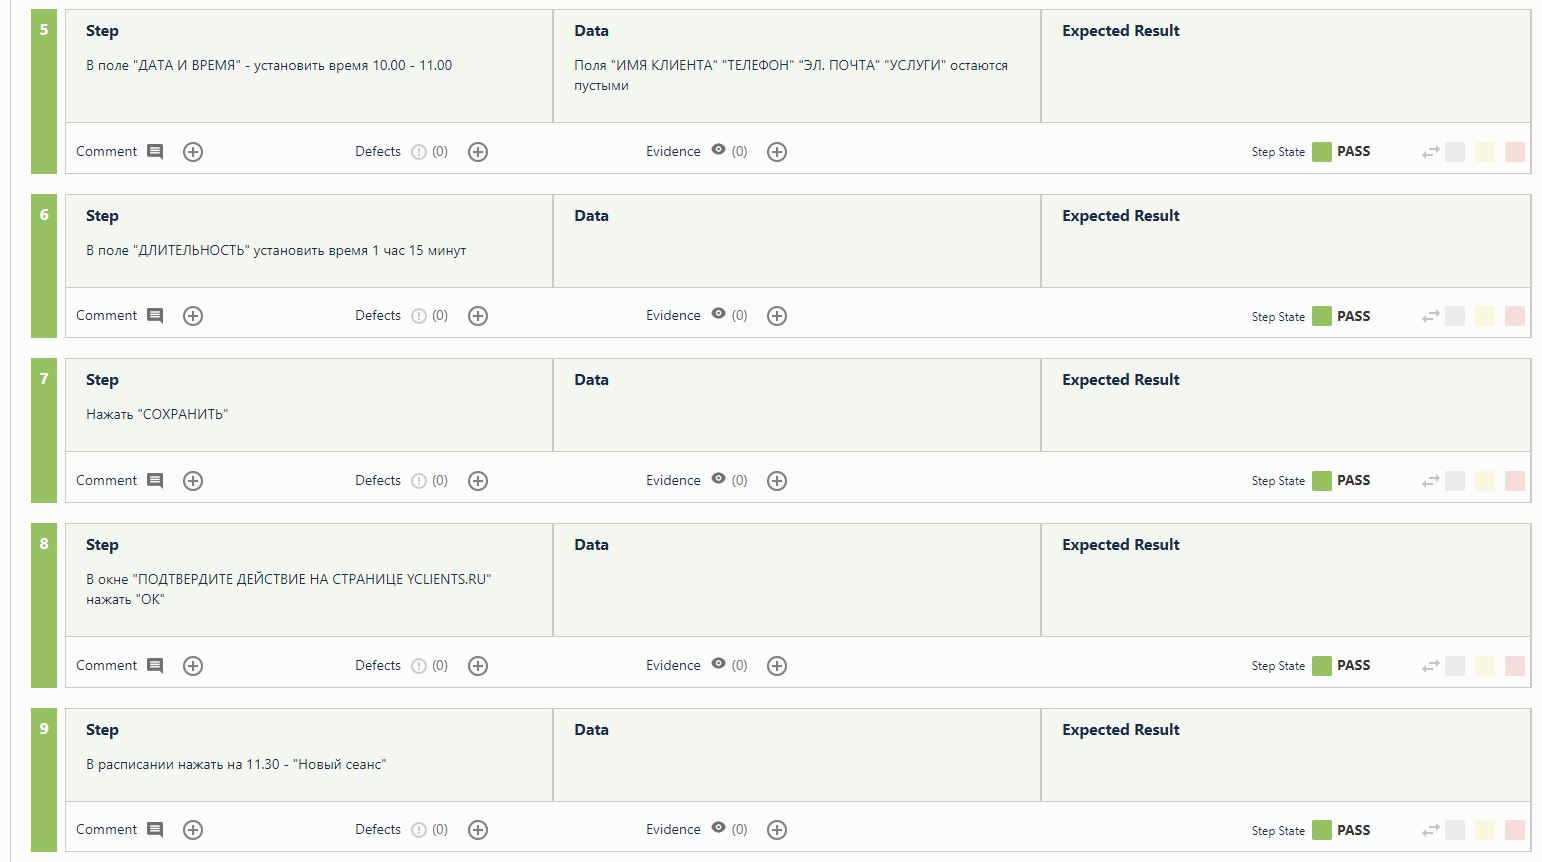 5
Step
Data
Expected Result
В поле "ДАТА И ВРЕМЯ" - установить время 10.00 - 11.00
Поля "ИМЯ КЛИЕНТА" "ТЕЛЕФОН" "ЭЛ. ПОЧТА" "УСЛУГИ" остаются
пустыми
Comment
Defects (0)
Evidence (0)
Step State PASS
6
Step
Data
Expected Result
В поле "ДЛИТЕЛЬНОСТЬ" установить время 1 час 15 минут
Comment
Defects (0)
Evidence (0)
Step State PASS
7
Step
Data
Expected Result
Нажать "СОХРАНИТЬ"
Comment
Defects (0)
Evidence (0)
Step State PASS
8
Step
Data
Expected Result
В окне "ПОДТВЕРДИТЕ ДЕЙСТВИЕ НА СТРАНИЦЕ YCLIENTS.RU"
нажать "ОК"
Comment
Defects (0)
Evidence (0)
Step State PASS
9
Step
Data
Expected Result
В расписании нажать на 11.30 - "Новый сеанс"
Comment
Defects (0)
Evidence (0)
Step State PASS